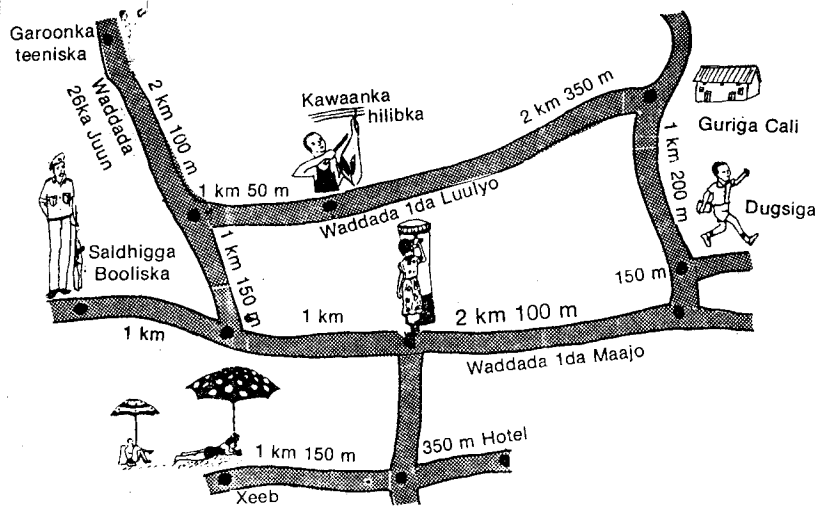 Garoonka
teeniska
Waddada
26ka Juun
2 km 100 m
Kawaanka
hilibka
2 km 350 m
Guriga Cali
1 km 200 m
1 km 50 m
Waddada 1da Luulyo
Dugsiga
Saldhigga
Booliska
1 km 150 m
150 m
1 km
1 km
2 km 100 m
Waddada 1da Maajo
1 km 150 m
350 m Hotel
Xeeb